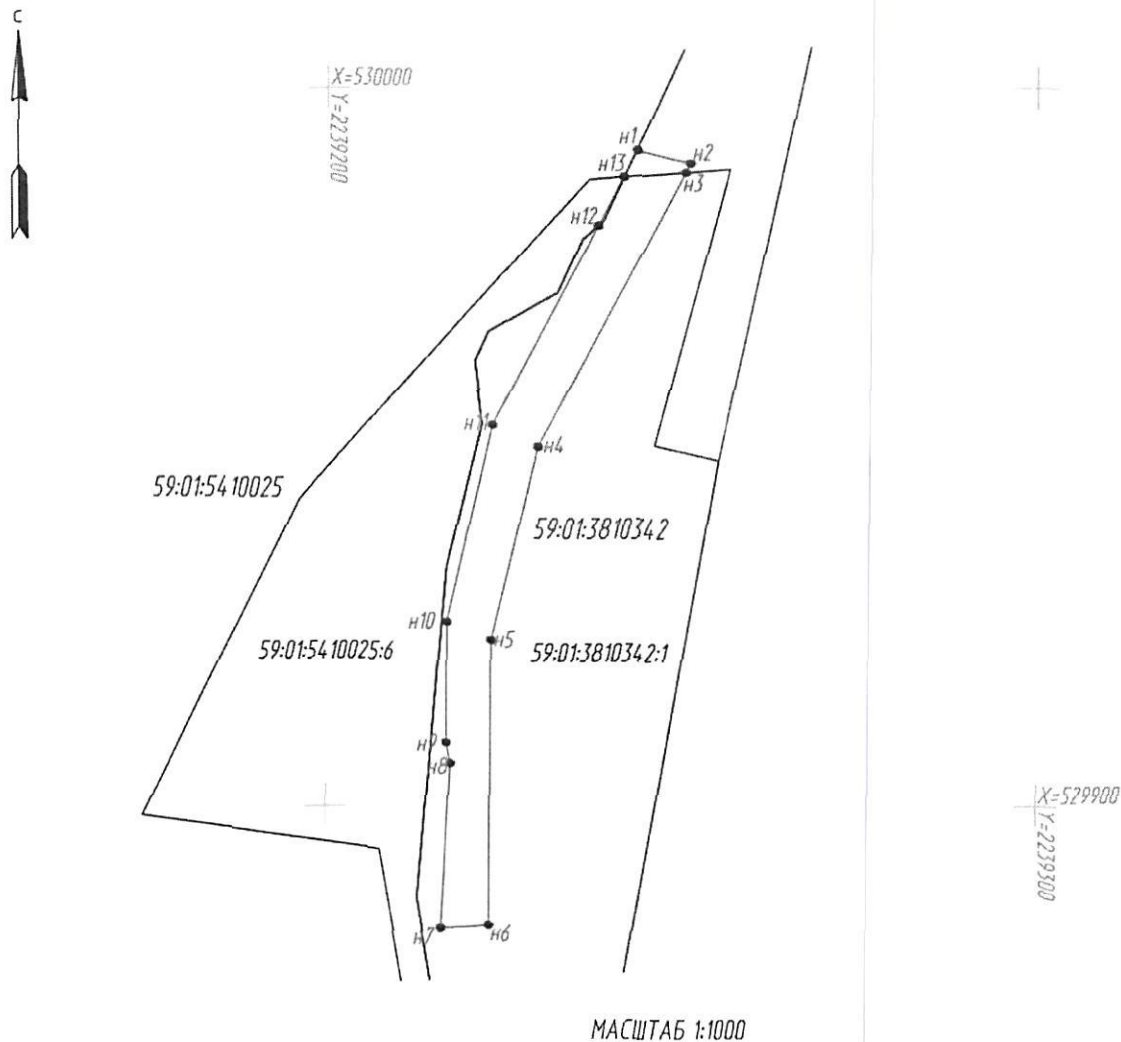 С
X=530000
Y=2239200
н1
н2
н13
н3
н12
н11
н4
59:01:5410025
59:01:3810342
н10
н5
59:01:5410025:6
59:01:3810342:1
н9
н8
X=529900
Y=2239300
н7
н6
МАСШТАБ 1:1000